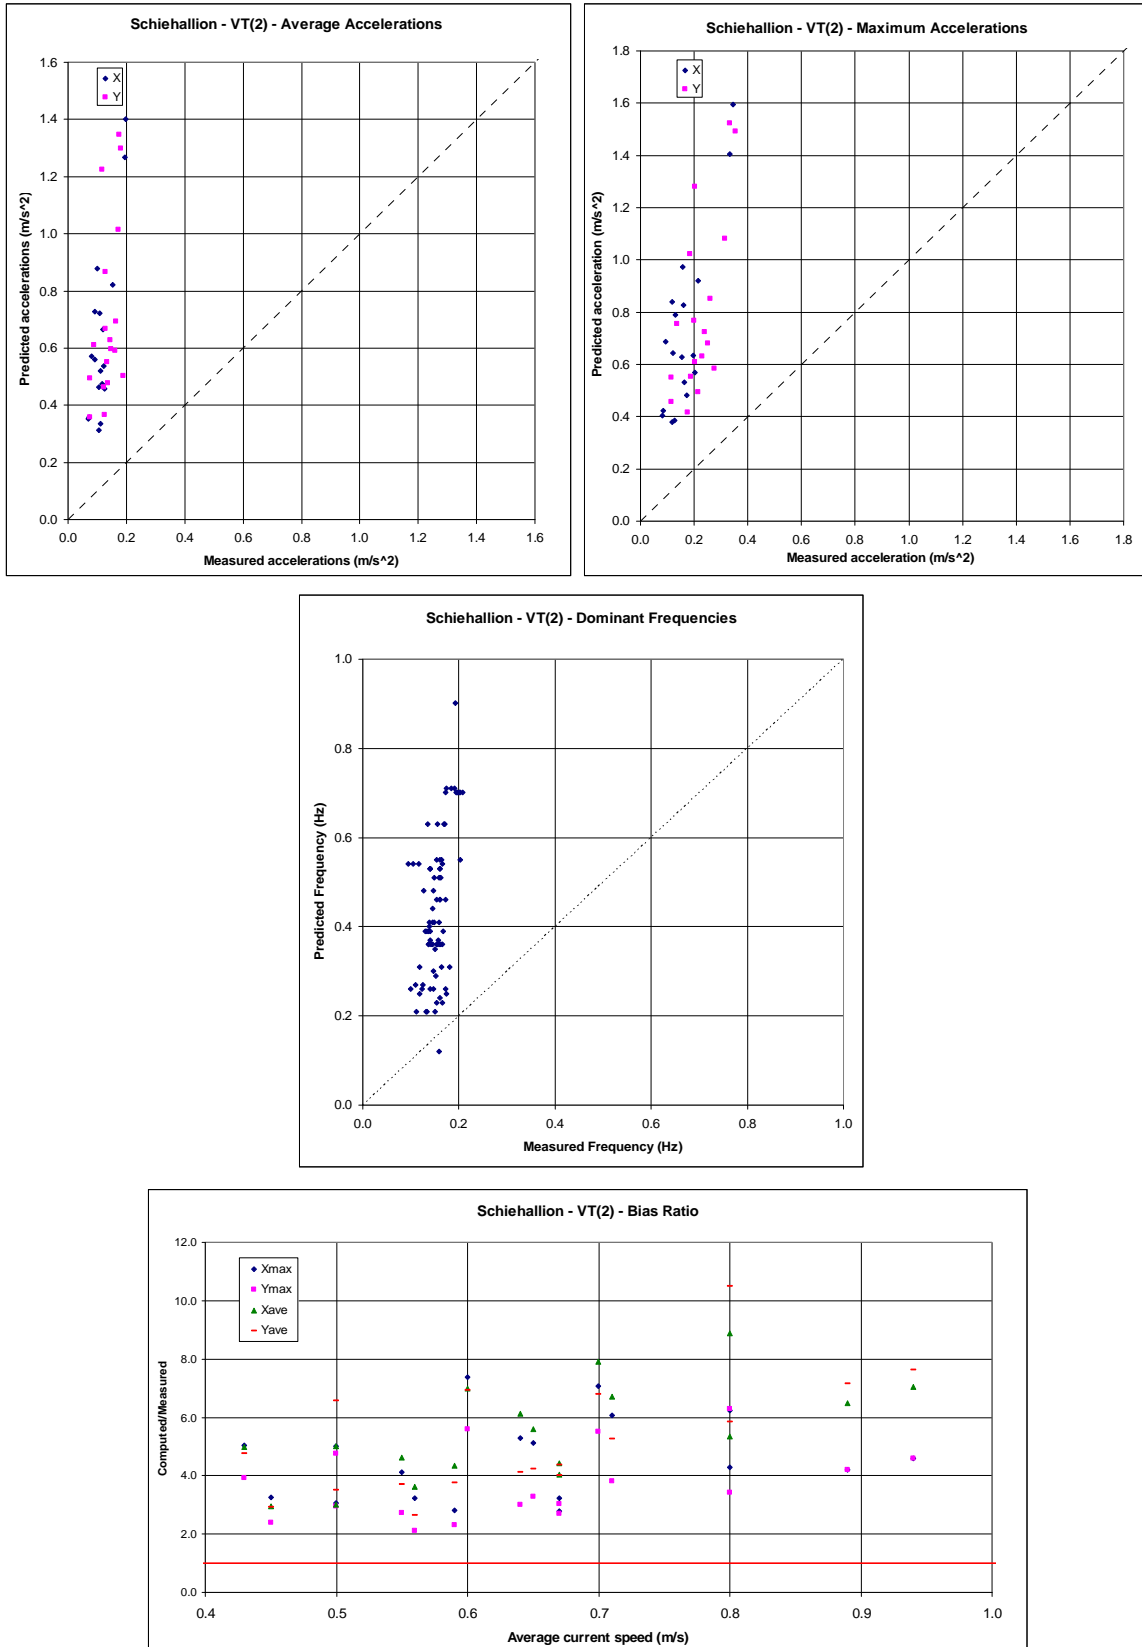 Schiehallion - VT(2) - Average Accelerations
X
Y
Predicted accelerations (m/s^2)
1.6
1.4
1.2
1.0
0.8
0.6
0.4
0.2
0.0
0.0 0.2 0.4 0.6 0.8 1.0 1.2 1.4 1.6
Measured accelerations (m/s^2)
Schiehallion - VT(2) - Maximum Accelerations
X
Y
Predicted acceleration (m/s^2)
1.8
1.6
1.4
1.2
1.0
0.8
0.6
0.4
0.2
0.0
0.0 0.2 0.4 0.6 0.8 1.0 1.2 1.4 1.6 1.8
Measured acceleration (m/s^2)
Schiehallion - VT(2) - Dominant Frequencies
Predicted Frequency (Hz)
1.0
0.8
0.6
0.4
0.2
0.0
0.0 0.2 0.4 0.6 0.8 1.0
Measured Frequency (Hz)
Schiehallion - VT(2) - Bias Ratio
Xmax
Ymax
Xave
Yave
Computed/Measured
12.0
10.0
8.0
6.0
4.0
2.0
0.0
0.4 0.5 0.6 0.7 0.8 0.9 1.0
Average current speed (m/s)